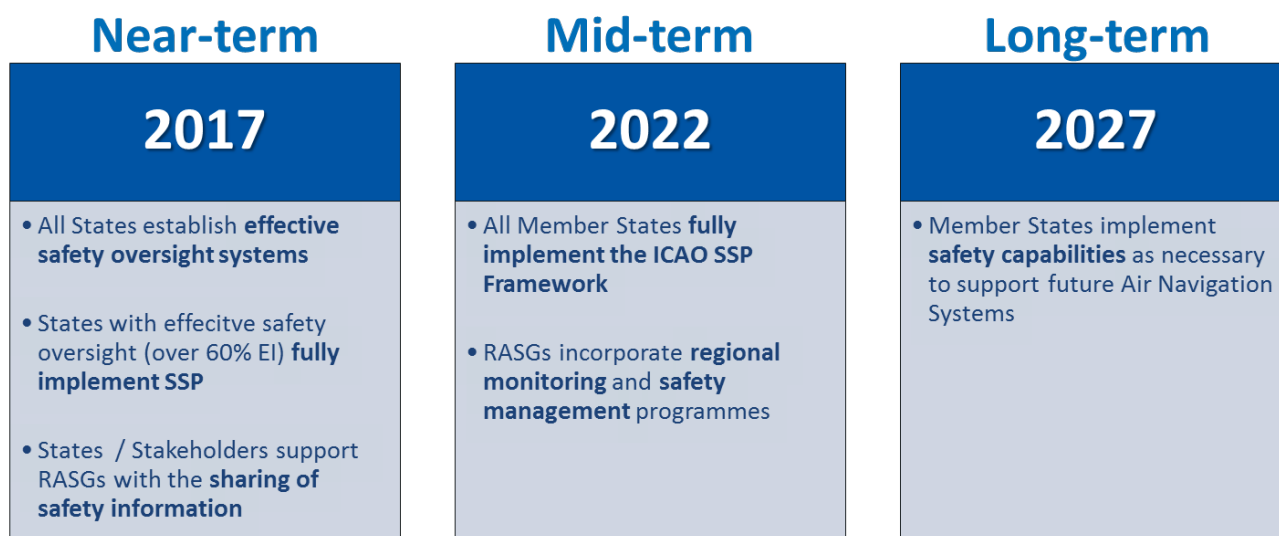 Near-term
2017
• All States establish effective
safety oversight systems
• States with effecitve safety
oversight (over 60% EI) fully
implement SSP
• States / Stakeholders support
RASGs with the sharing of
safety information
Mid-term
2022
• All Member States fully
implement the ICAO SSP
Framework
• RASGs incorporate regional
monitoring and safety
management programmes
Long-term
2027
• Member States implement
safety capabilities as necessary
to support future Air Navigation
Systems